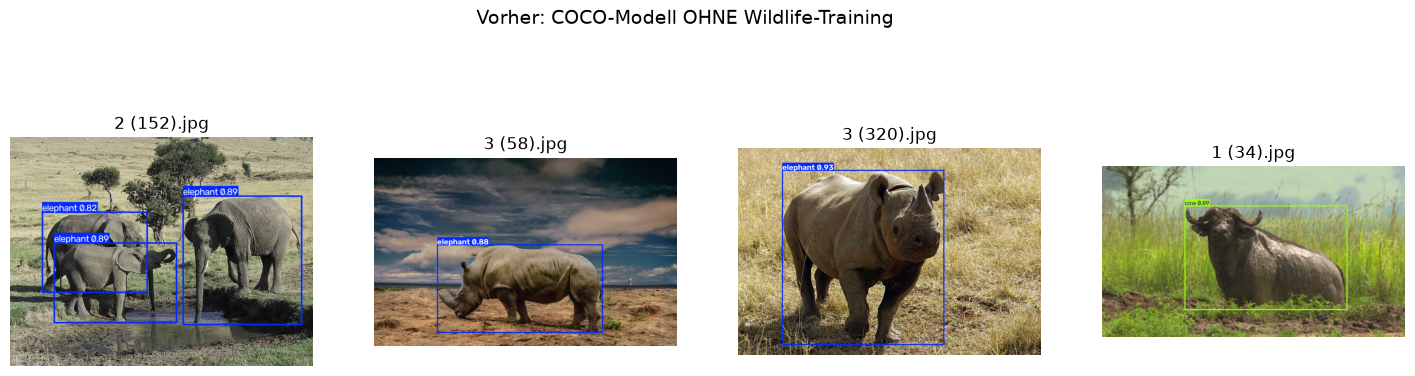 Vorher: COCO-Modell OHNE Wildlife-Training
2 (152).jpg
elephant 0.89
elephant 0.82
elephant 0.89
3 (58).jpg
elephant 0.88
3 (320).jpg
elephant 0.93
1 (34).jpg
cow 0.89